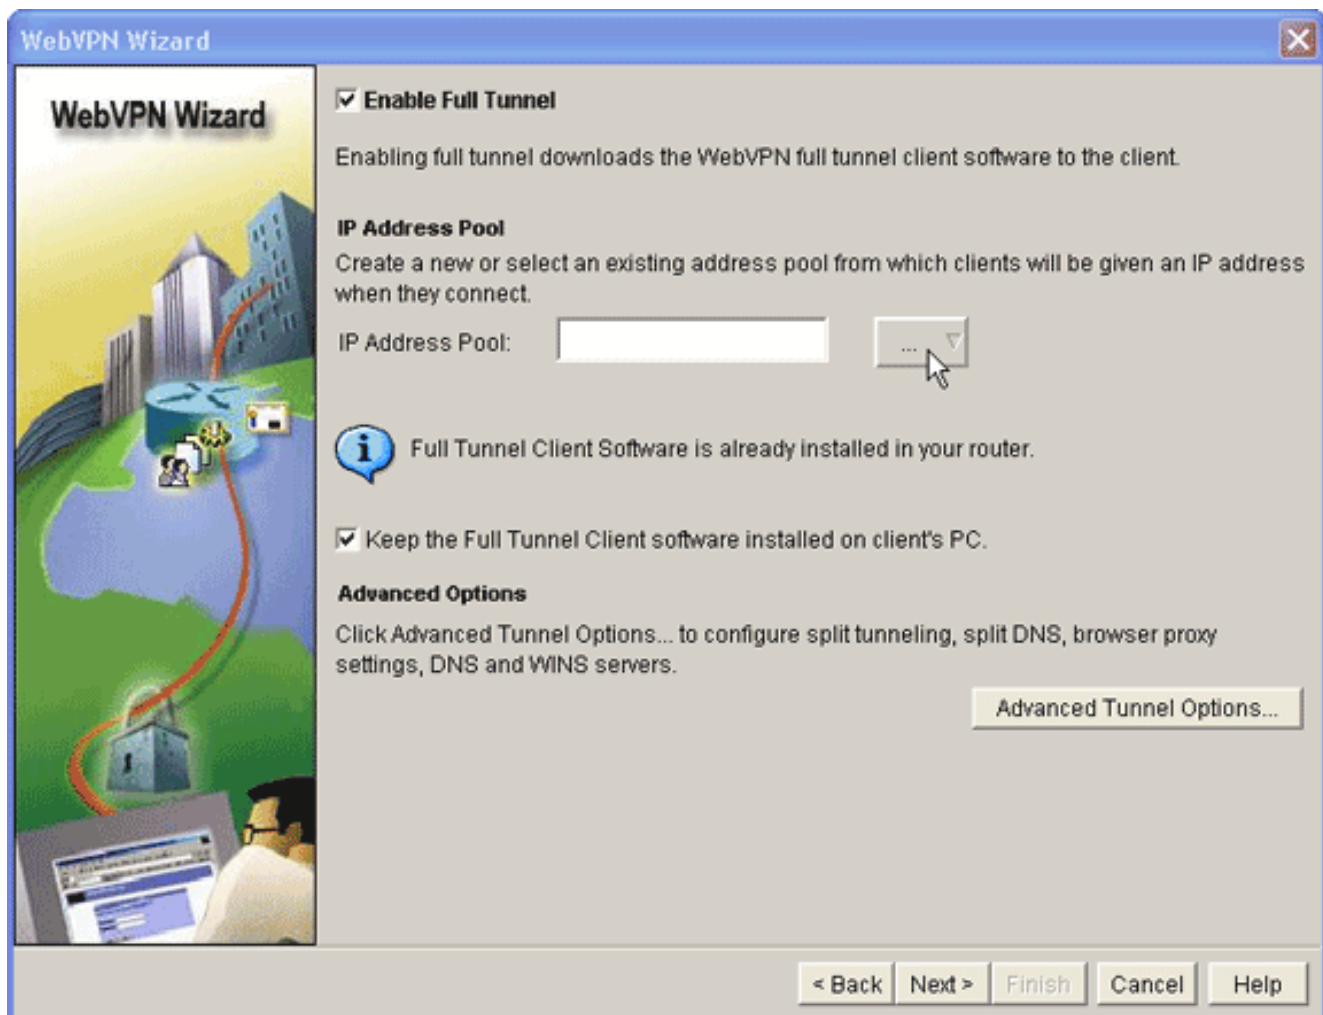 WebVPN Wizard
WebVPN Wizard
Enable Full Tunnel
Enabling full tunnel downloads the WebVPN full tunnel client software to the client.
IP Address Pool
Create a new or select an existing address pool from which clients will be given an IP address
when they connect.
IP Address Pool:
...
Full Tunnel Client Software is already installed in your router.
Keep the Full Tunnel Client software installed on client's PC.
Advanced Options
Click Advanced Tunnel Options... to configure split tunneling, split DNS, browser proxy
settings, DNS and WINS servers.
Advanced Tunnel Options...
< Back Next > Finish Cancel Help